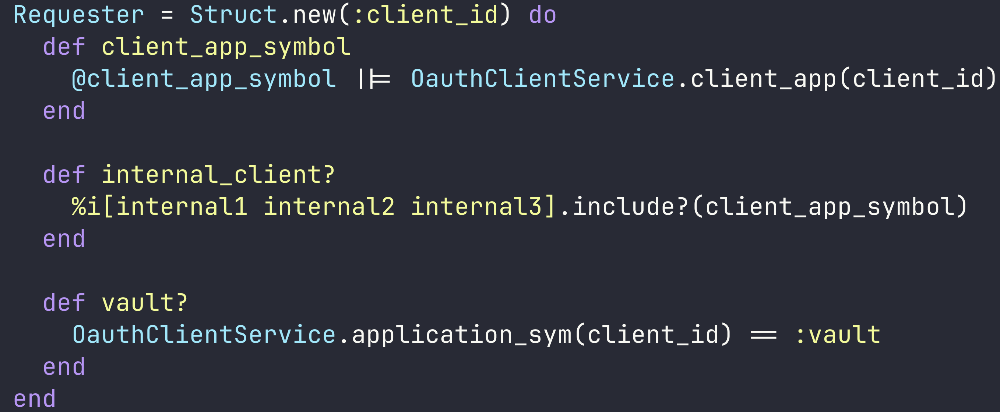 Requester = Struct.new(:client_id) do
  def client_app_symbol
    @client_app_symbol ||= OauthClientService.client_app(client_id)
  end

  def internal_client?
    %i[internal1 internal2 internal3].include?(client_app_symbol)
  end

  def vault?
    OauthClientService.application_sym(client_id) == :vault
  end
end